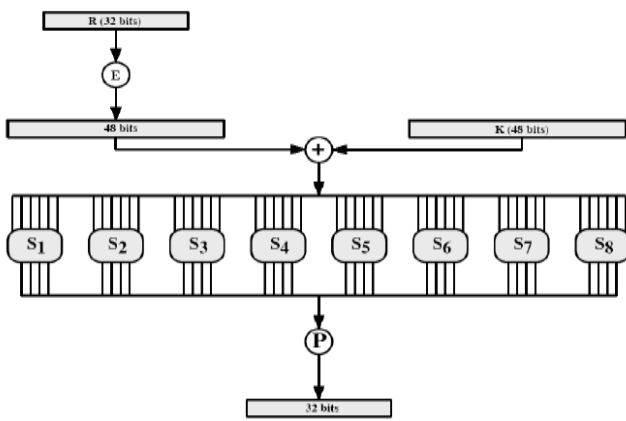 R (32 bits)
E
48 bits
K (48 bits)
+
S1 S2 S3 S4 S5 S6 S7 S8
P
32 bits